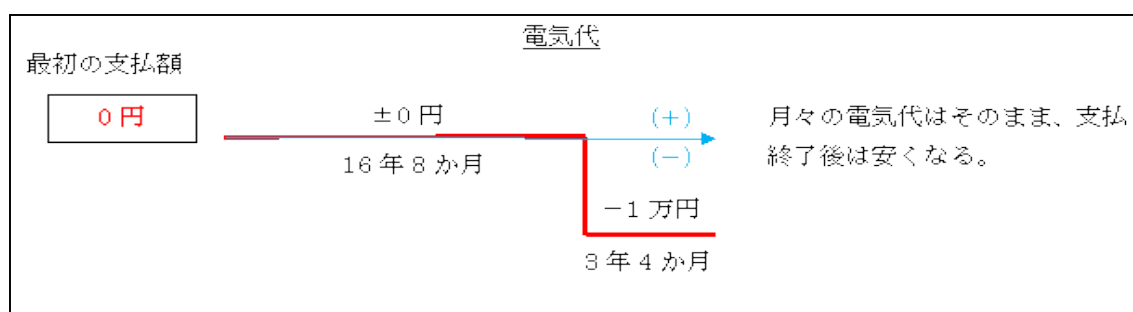 電気代
最初の支払額
０円
±０円
(+)
月々の電気代はそのまま、支払
(－)
終了後は安くなる。
１６年８か月
－１万円
３年４か月